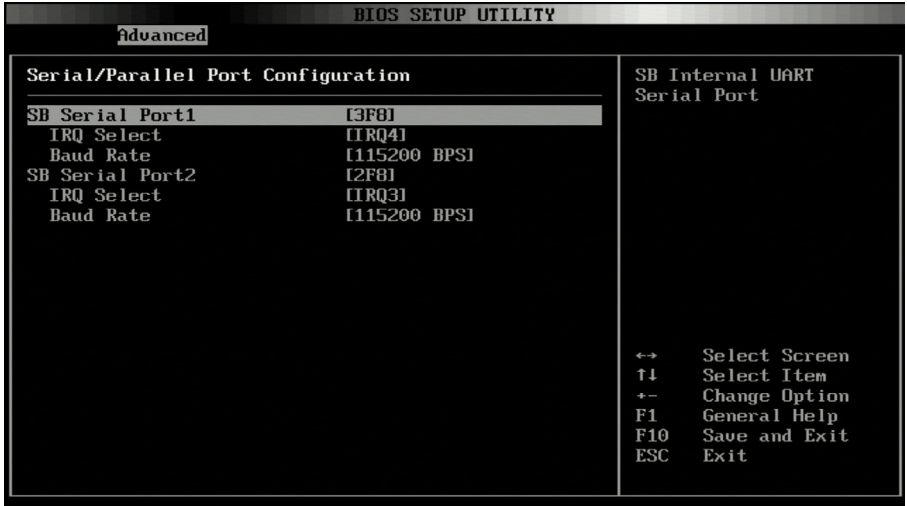 BIOS SETUP UTILITY
Advanced
Serial/Parallel Port Configuration
SB Serial Port1 [3F8]
IRQ Select [IRQ4]
Baud Rate [115200 BPS]
SB Serial Port2 [2F8]
IRQ Select [IRQ3]
Baud Rate [115200 BPS]
SB Internal UART
Serial Port
←→ Select Screen
↑↓ Select Item
+- Change Option
F1 General Help
F10 Save and Exit
ESC Exit